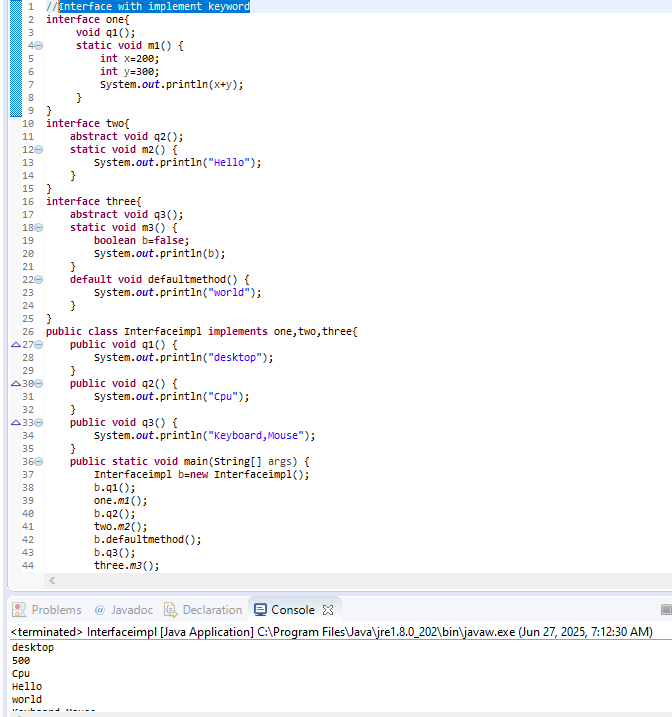 1 //Interface with implement keyword
2 interface one{
3     void q1();
4     static void m1() {
5         int x=200;
6         int y=300;
7         System.out.println(x+y);
8     }
9 }
10 interface two{
11    abstract void q2();
12    static void m2() {
13        System.out.println("Hello");
14    }
15 }
16 interface three{
17    abstract void q3();
18    static void m3() {
19        boolean b=false;
20        System.out.println(b);
21    }
22    default void defaultmethod() {
23        System.out.println("world");
24    }
25 }
26 public class Interfaceimpl implements one,two,three{
27    public void q1() {
28        System.out.println("desktop");
29    }
30    public void q2() {
31        System.out.println("Cpu");
32    }
33    public void q3() {
34        System.out.println("Keyboard,Mouse");
35    }
36    public static void main(String[] args) {
37        Interfaceimpl b=new Interfaceimpl();
38        b.q1();
39        one.m1();
40        b.q2();
41        two.m2();
42        b.defaultmethod();
43        b.q3();
44        three.m3();
Problems @ Javadoc Declaration Console
<terminated> Interfaceimpl [Java Application] C:\Program Files\Java\jre1.8.0_202\bin\javaw.exe (Jun 27, 2025, 7:12:30 AM)
desktop
500
Cpu
Hello
world